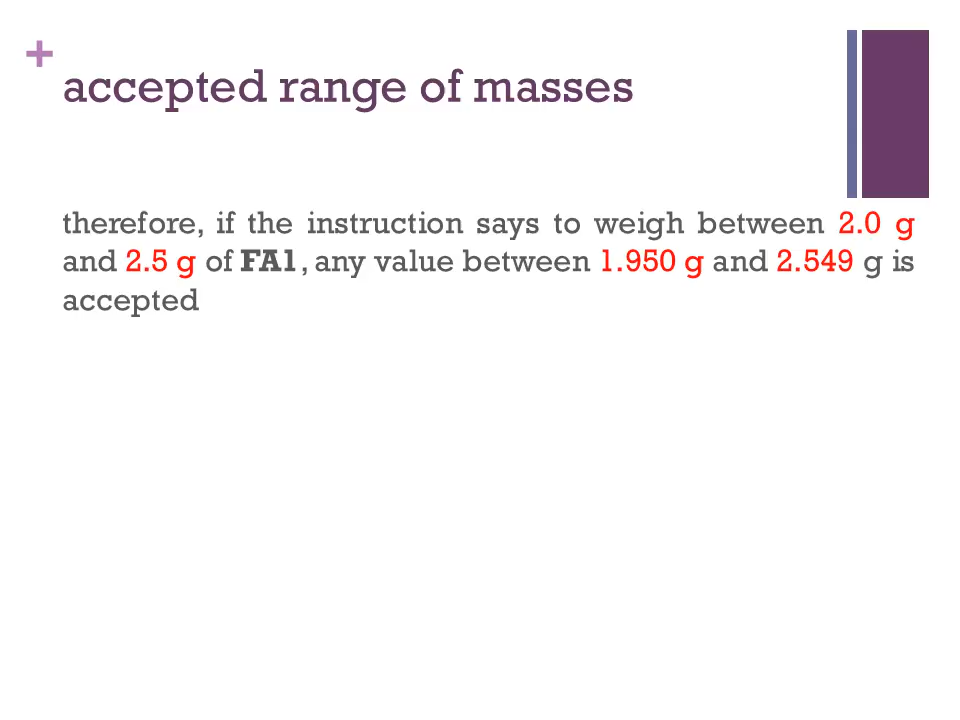 +
accepted range of masses
therefore, if the instruction says to weigh between 2.0 g
and 2.5 g of FA1, any value between 1.950 g and 2.549 g is
accepted